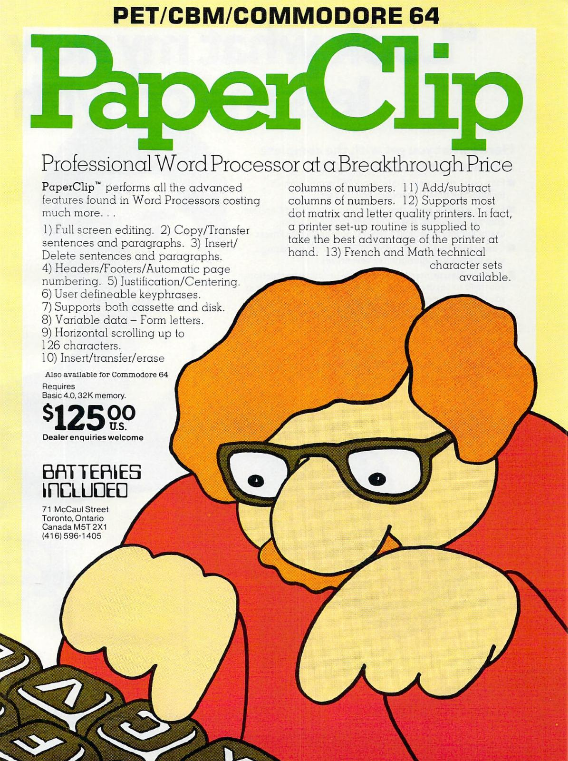 PET/CBM/COMMODORE 64
PaperClip
Professional Word Processor at a Breakthrough Price
PaperClip™ performs all the advanced
features found in Word Processors costing
much more. . .
1) Full screen editing. 2) Copy/Transfer
sentences and paragraphs. 3) Insert/
Delete sentences and paragraphs.
4) Headers/Footers/Automatic page
numbering. 5) Justification/Centering.
6) User defineable keyphrases.
7) Supports both cassette and disk.
8) Variable data – Form letters.
9) Horizontal scrolling up to
126 characters.
10) Insert/transfer/erase
columns of numbers. 11) Add/subtract
columns of numbers. 12) Supports most
dot matrix and letter quality printers. In fact,
a printer set-up routine is supplied to
take the best advantage of the printer at
hand. 13) French and Math technical
character sets
available.
Also available for Commodore 64
Requires
Basic 4.0, 32K memory.
$125.00
U.S.
Dealer enquiries welcome
BATTERIES
INCLUDED
71 McCaul Street
Toronto, Ontario
Canada M5T 2X1
(416) 596-1405
V
C
F